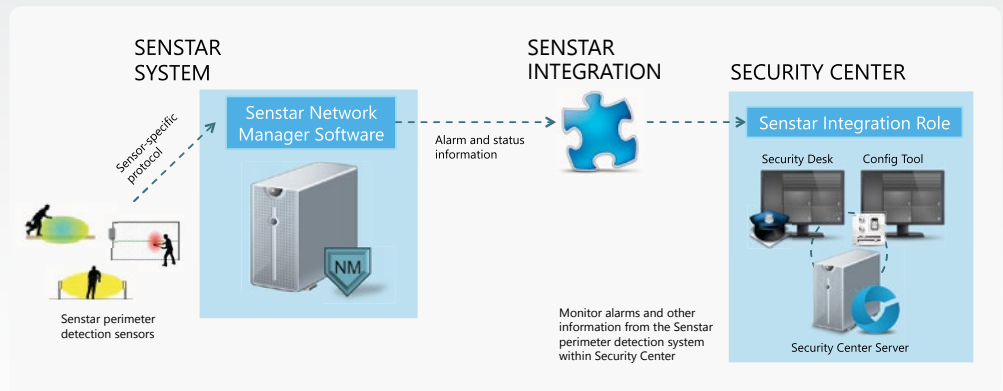 SENSTAR
SYSTEM
SENSTAR
INTEGRATION
SECURITY CENTER
Senstar Network
Manager Software
Senstar Integration Role
Sensor-specific
protocol
Alarm and status
information
Security Desk
Config Tool
NM
Senstar perimeter
detection sensors
Monitor alarms and other
information from the Senstar
perimeter detection system
within Security Center
Security Center Server